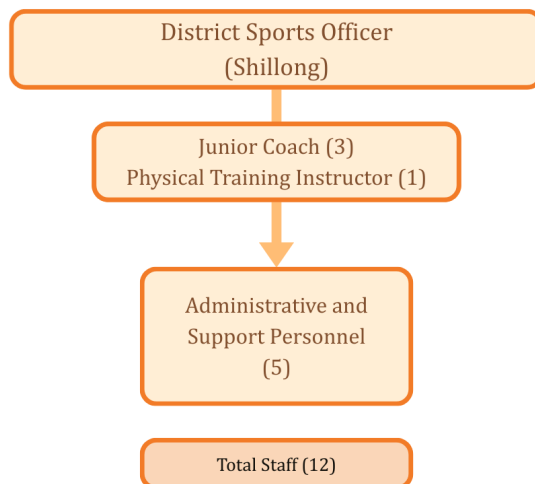 District Sports Officer
(Shillong)
Junior Coach (3)
Physical Training Instructor (1)
Administrative and
Support Personnel
(5)
Total Staff (12)